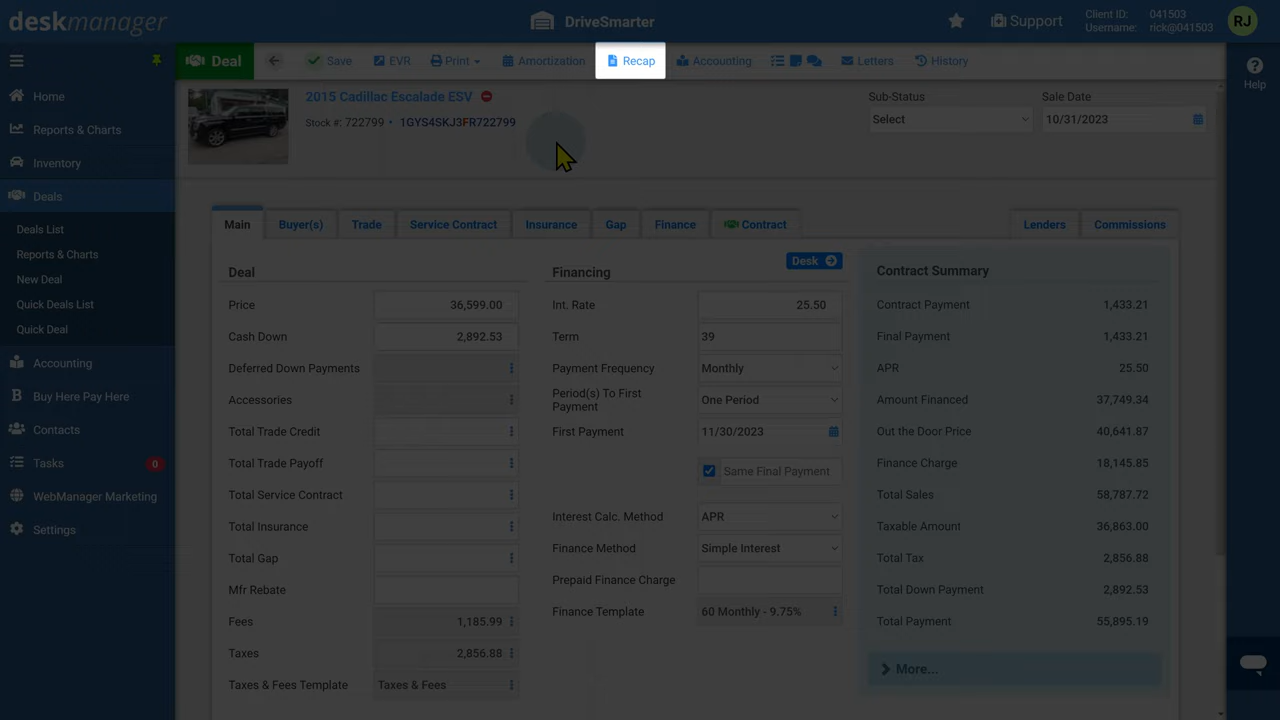 deskmanager
DriveSmarter
Support
Client ID: 041503
Username: rick@041503
RJ
Deal
Save
EVR
Print
Amortization
Recap
Accounting
Letters
History
Help
Home
Reports & Charts
Inventory
Deals
Deals List
Reports & Charts
New Deal
Quick Deals List
Quick Deal
Accounting
Buy Here Pay Here
Contacts
Tasks 0
WebManager Marketing
Settings
2015 Cadillac Escalade ESV
Stock #: 722799 • 1GYS4SKJ3FR722799
Sub-Status
Select
Sale Date
10/31/2023
Main
Buyer(s)
Trade
Service Contract
Insurance
Gap
Finance
Contract
Lenders
Commissions
Deal
Price 36,599.00
Cash Down 2,892.53
Deferred Down Payments
Accessories
Total Trade Credit
Total Trade Payoff
Total Service Contract
Total Insurance
Total Gap
Mfr Rebate
Fees 1,185.99
Taxes 2,856.88
Taxes & Fees Template Taxes & Fees
Financing
Desk
Int. Rate 25.50
Term 39
Payment Frequency Monthly
Period(s) To First
Payment
One Period
First Payment 11/30/2023
Same Final Payment
Interest Calc. Method APR
Finance Method Simple Interest
Prepaid Finance Charge
Finance Template 60 Monthly - 9.75%
Contract Summary
Contract Payment 1,433.21
Final Payment 1,433.21
APR 25.50
Amount Financed 37,749.34
Out the Door Price 40,641.87
Finance Charge 18,145.85
Total Sales 58,787.72
Taxable Amount 36,863.00
Total Tax 2,856.88
Total Down Payment 2,892.53
Total Payment 55,895.19
More...